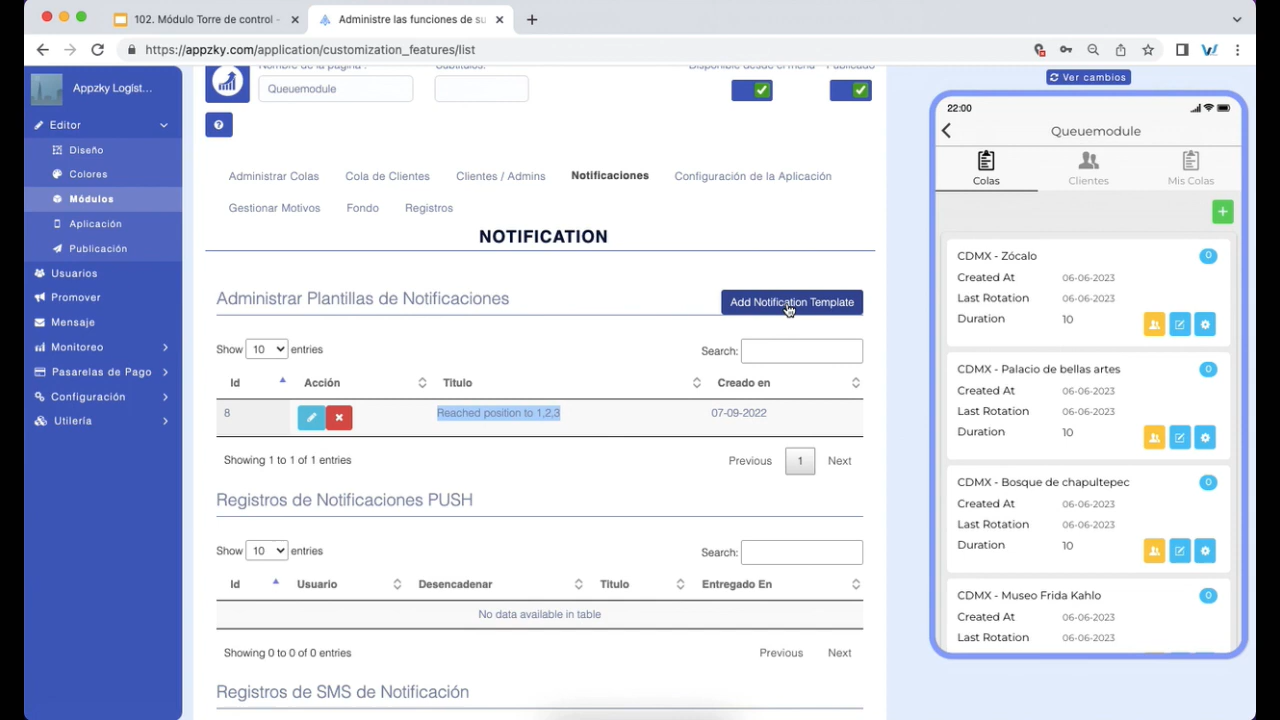 102. Módulo Torre de control -
Administre las funciones de su
https://appzky.com/application/customization_features/list
Appzky Logist...
Editor
Diseño
Colores
Módulos
Aplicación
Publicación
Usuarios
Promover
Mensaje
Monitoreo
Pasarelas de Pago
Configuración
Utilería
Nombre de la página :
Subtítulos:
Disponible desde el menú
Publicado
Queuemodule
Administrar Colas
Cola de Clientes
Clientes / Admins
Notificaciones
Configuración de la Aplicación
Gestionar Motivos
Fondo
Registros
NOTIFICATION
Administrar Plantillas de Notificaciones
Add Notification Template
Show 10 entries
Search:
Id Acción Titulo Creado en
8 Reached position to 1,2,3 07-09-2022
Showing 1 to 1 of 1 entries
Previous 1 Next
Registros de Notificaciones PUSH
Show 10 entries
Search:
Id Usuario Desencadenar Titulo Entregado En
No data available in table
Showing 0 to 0 of 0 entries
Previous Next
Registros de SMS de Notificación
Ver cambios
22:00
Queuemodule
Colas
Clientes
Mis Colas
CDMX - Zócalo 0
Created At 06-06-2023
Last Rotation 06-06-2023
Duration 10
CDMX - Palacio de bellas artes 0
Created At 06-06-2023
Last Rotation 06-06-2023
Duration 10
CDMX - Bosque de chapultepec 0
Created At 06-06-2023
Last Rotation 06-06-2023
Duration 10
CDMX - Museo Frida Kahlo 0
Created At 06-06-2023
Last Rotation 06-06-2023